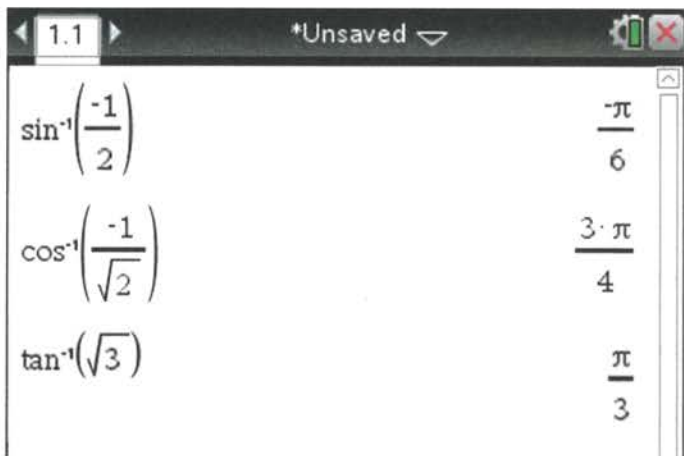 1.1 *Unsaved
sin⁻¹(-1/2) -π/6
cos⁻¹(-1/√2) 3·π/4
tan⁻¹(√3) π/3